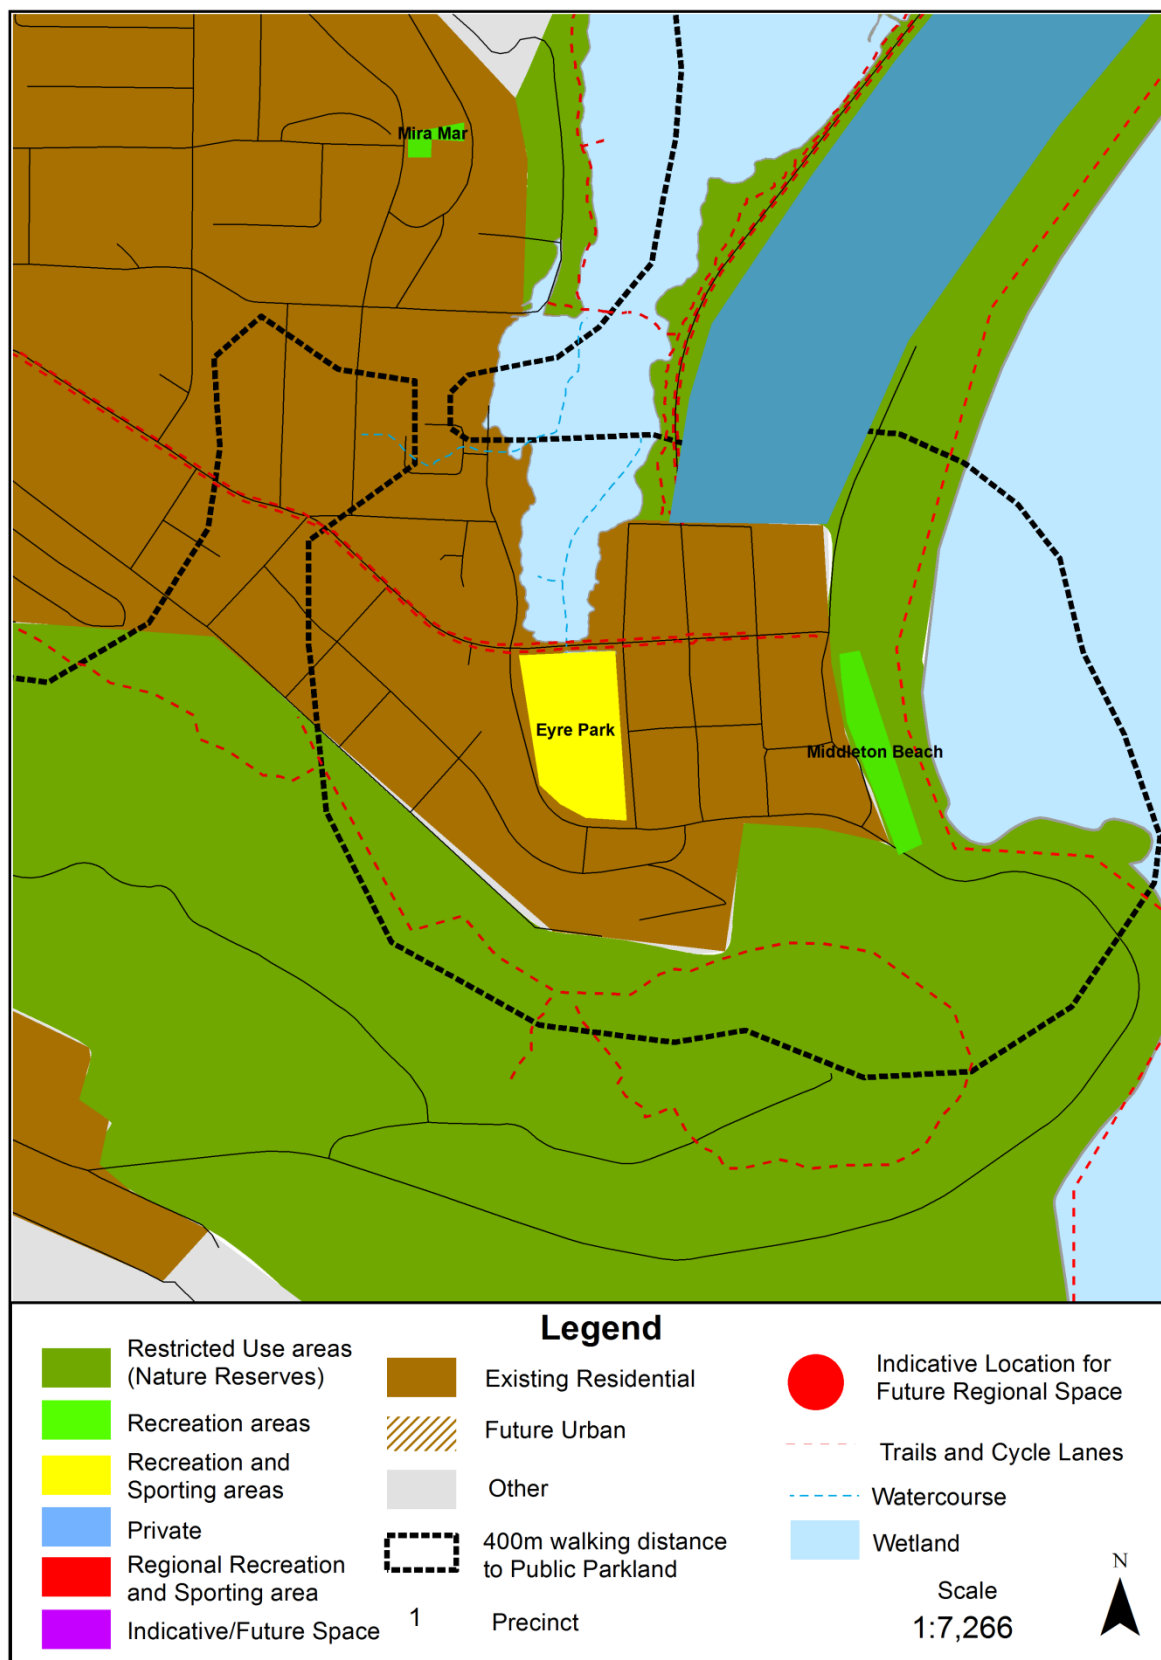 Mira Mar
Eyre Park
Middleton Beach
Legend
Restricted Use areas
(Nature Reserves)
Recreation areas
Recreation and
Sporting areas
Private
Regional Recreation
and Sporting area
Indicative/Future Space
Existing Residential
Future Urban
Other
400m walking distance
to Public Parkland
1 Precinct
Indicative Location for
Future Regional Space
Trails and Cycle Lanes
Watercourse
Wetland
Scale
1:7,266
N